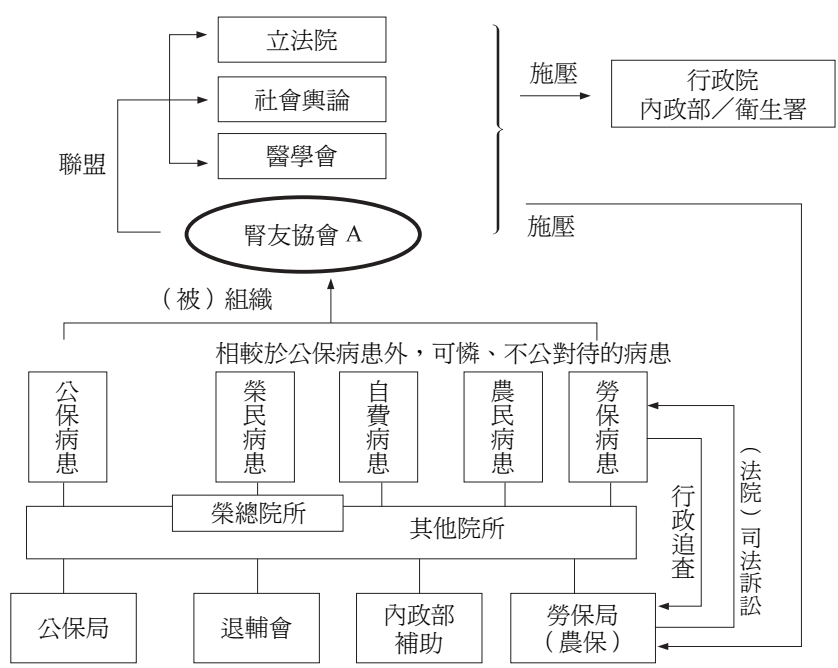 立法院
社會輿論
醫學會
聯盟
腎友協會 A
施壓
行政院
內政部／衛生署
施壓
（被）組織
相較於公保病患外，可憐、不公對待的病患
公保病患
榮民病患
自費病患
農民病患
勞保病患
榮總院所
其他院所
行政追查
（法院）司法訴訟
公保局
退輔會
內政部
補助
勞保局
（農保）